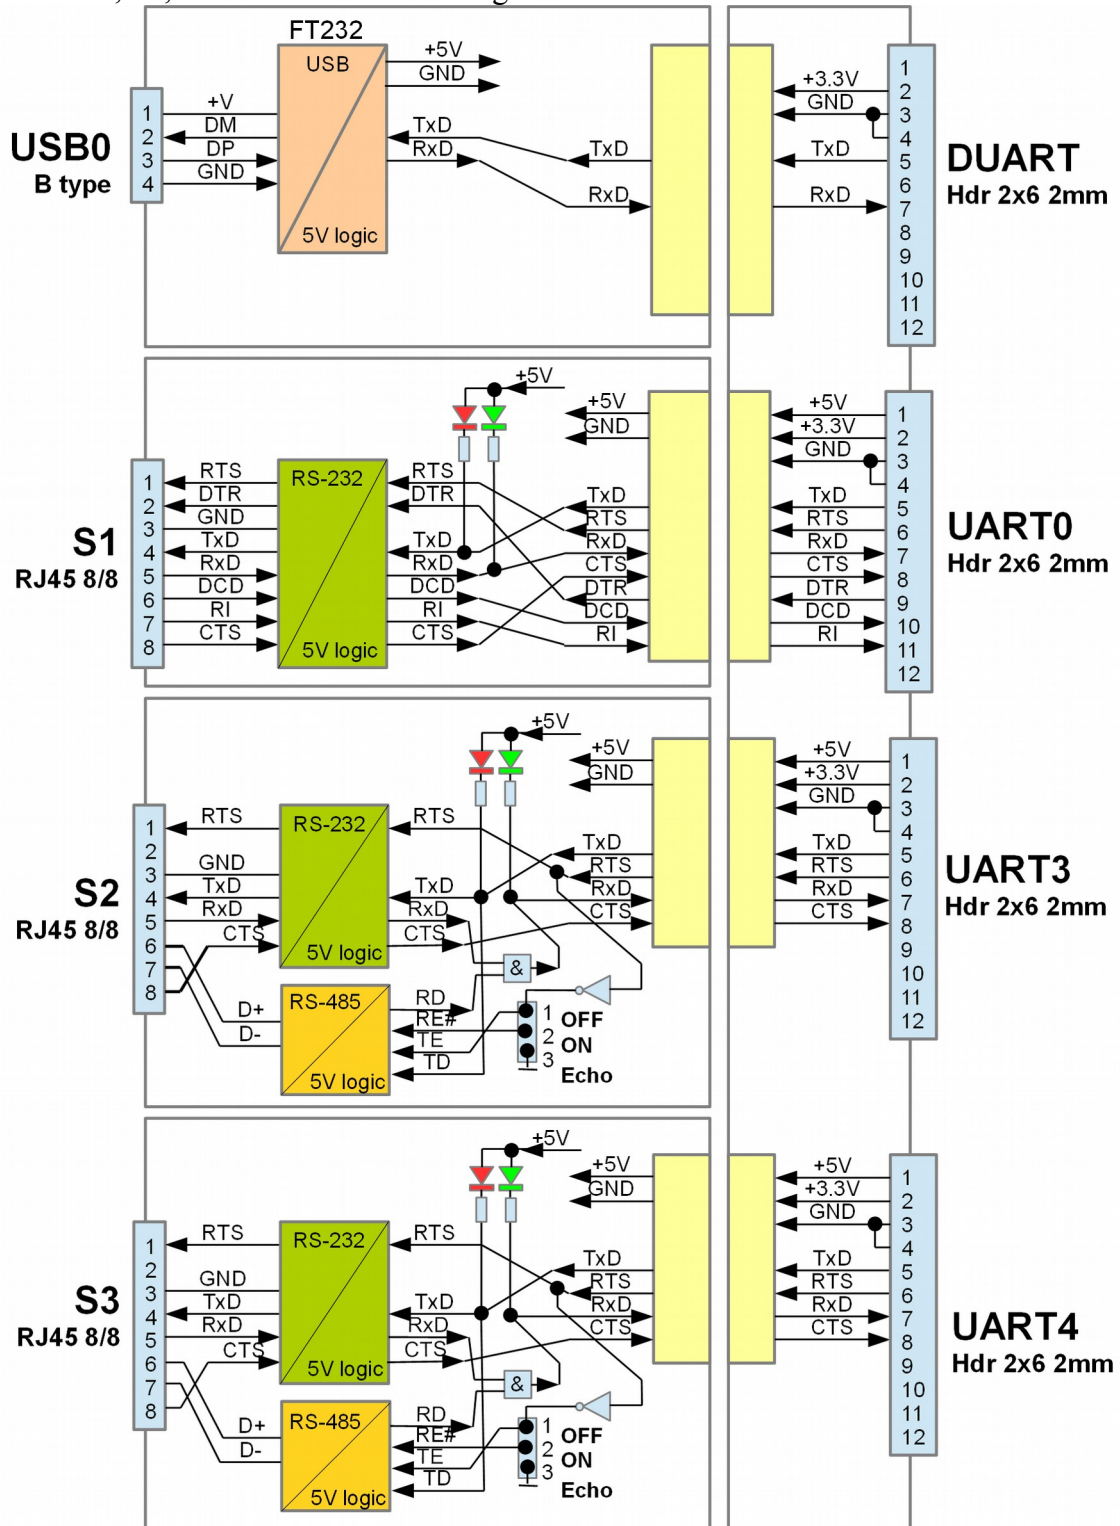 FT232
USB
5V logic
+5V
GND
USB0
B type
1
2
3
4
+V
DM
DP
GND
TxD
RxD
TxD
RxD
+3.3V
GND
TxD
RxD
1
2
3
4
5
6
7
8
9
10
11
12
DUART
Hdr 2x6 2mm
+5V
+5V
GND
S1
RJ45 8/8
1
2
3
4
5
6
7
8
RTS
DTR
GND
TxD
RxD
DCD
RI
CTS
RS-232
5V logic
RTS
DTR
TxD
RxD
DCD
RI
CTS
TxD
RTS
RxD
CTS
DTR
DCD
RI
+5V
+3.3V
GND
TxD
RTS
RxD
CTS
DTR
DCD
RI
1
2
3
4
5
6
7
8
9
10
11
12
UART0
Hdr 2x6 2mm
+5V
+5V
GND
S2
RJ45 8/8
1
2
3
4
5
6
7
8
RTS
GND
TxD
RxD
CTS
D+
D-
RS-232
5V logic
RS-485
5V logic
RTS
TxD
RxD
CTS
RD
RE#
TE
TD
&
1
2
3
OFF
ON
Echo
TxD
RTS
RxD
CTS
+5V
+3.3V
GND
TxD
RTS
RxD
CTS
1
2
3
4
5
6
7
8
9
10
11
12
UART3
Hdr 2x6 2mm
+5V
+5V
GND
S3
RJ45 8/8
1
2
3
4
5
6
7
8
RTS
GND
TxD
RxD
CTS
D+
D-
RS-232
5V logic
RS-485
5V logic
RTS
TxD
RxD
CTS
RD
RE#
TE
TD
&
1
2
3
OFF
ON
Echo
TxD
RTS
RxD
CTS
+5V
+3.3V
GND
TxD
RTS
RxD
CTS
1
2
3
4
5
6
7
8
9
10
11
12
UART4
Hdr 2x6 2mm